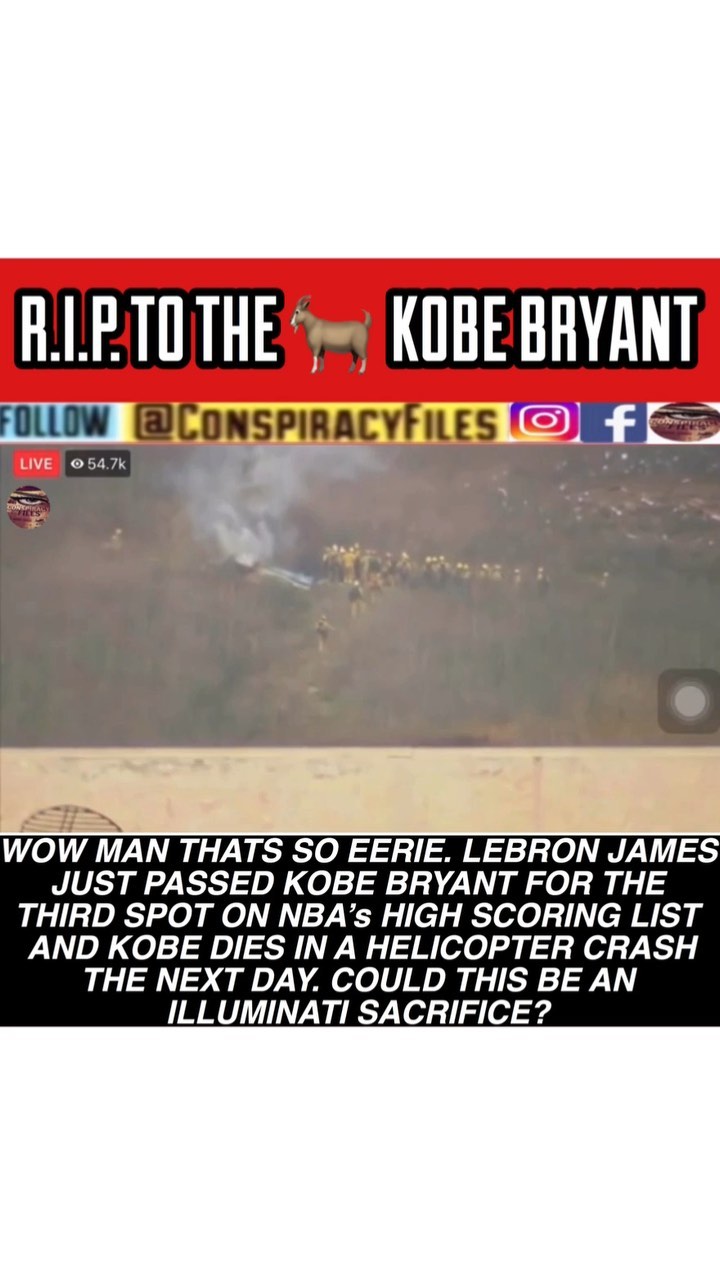 R.I.P. TO THE 🐐 KOBE BRYANT
FOLLOW @CONSPIRACYFILES
LIVE 54.7k
CONSPIRACY FILES
WOW MAN THATS SO EERIE. LEBRON JAMES
JUST PASSED KOBE BRYANT FOR THE
THIRD SPOT ON NBA's HIGH SCORING LIST
AND KOBE DIES IN A HELICOPTER CRASH
THE NEXT DAY. COULD THIS BE AN
ILLUMINATI SACRIFICE?